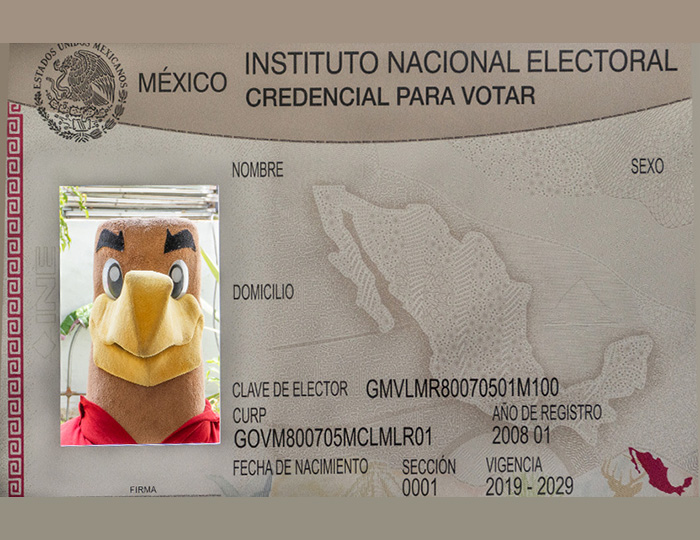 ESTADOS UNIDOS MEXICANOS
MÉXICO
INSTITUTO NACIONAL ELECTORAL
CREDENCIAL PARA VOTAR
NOMBRE SEXO
DOMICILIO
INE
CLAVE DE ELECTOR GMVLMR80070501M100
CURP AÑO DE REGISTRO
GOVM800705MCLMLR01 2008 01
FECHA DE NACIMIENTO SECCIÓN VIGENCIA
0001 2019 - 2029
FIRMA